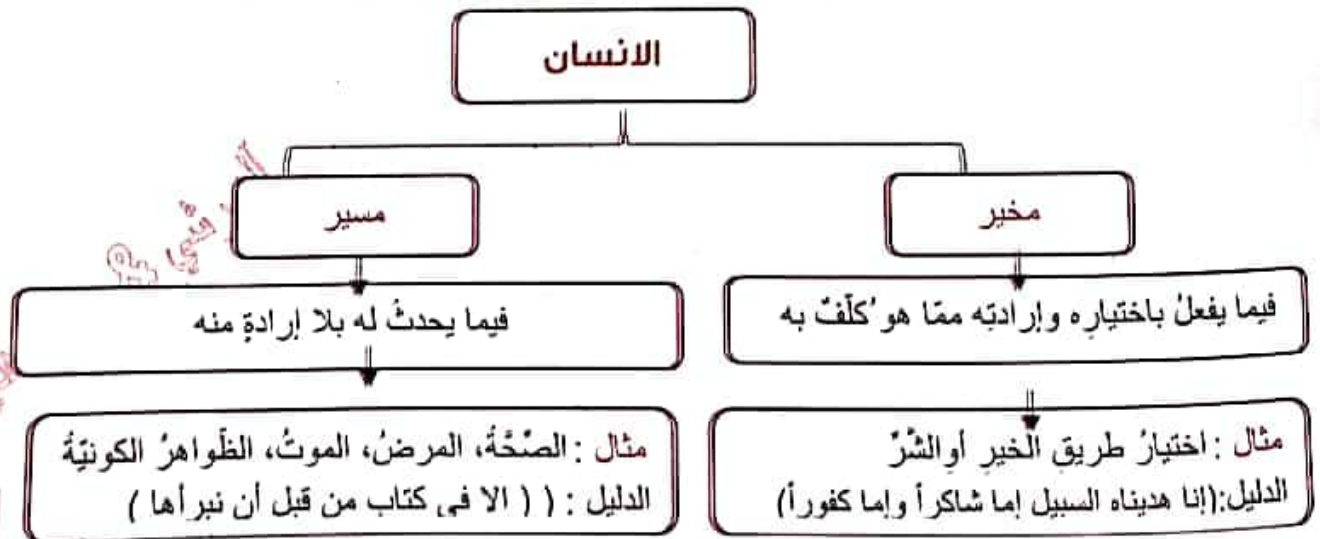 الانسان
مخير
مسير
فيما يفعلُ باختيارِه وإرادتِه ممّا هو كُلّفٌ به
فيما يحدثُ له بلا إرادةٍ منه
مثال : اختيارُ طريقِ الخيرِ أوِ الشّرّ
الدليل:(إنا هديناه السبيل إما شاكراً وإما كفوراً)
مثال : الصّحَّةُ، المرضُ، الموتُ، الظّواهرُ الكونيّةُ
الدليل : ( ( الا في كتاب من قبل أن نبرأها )